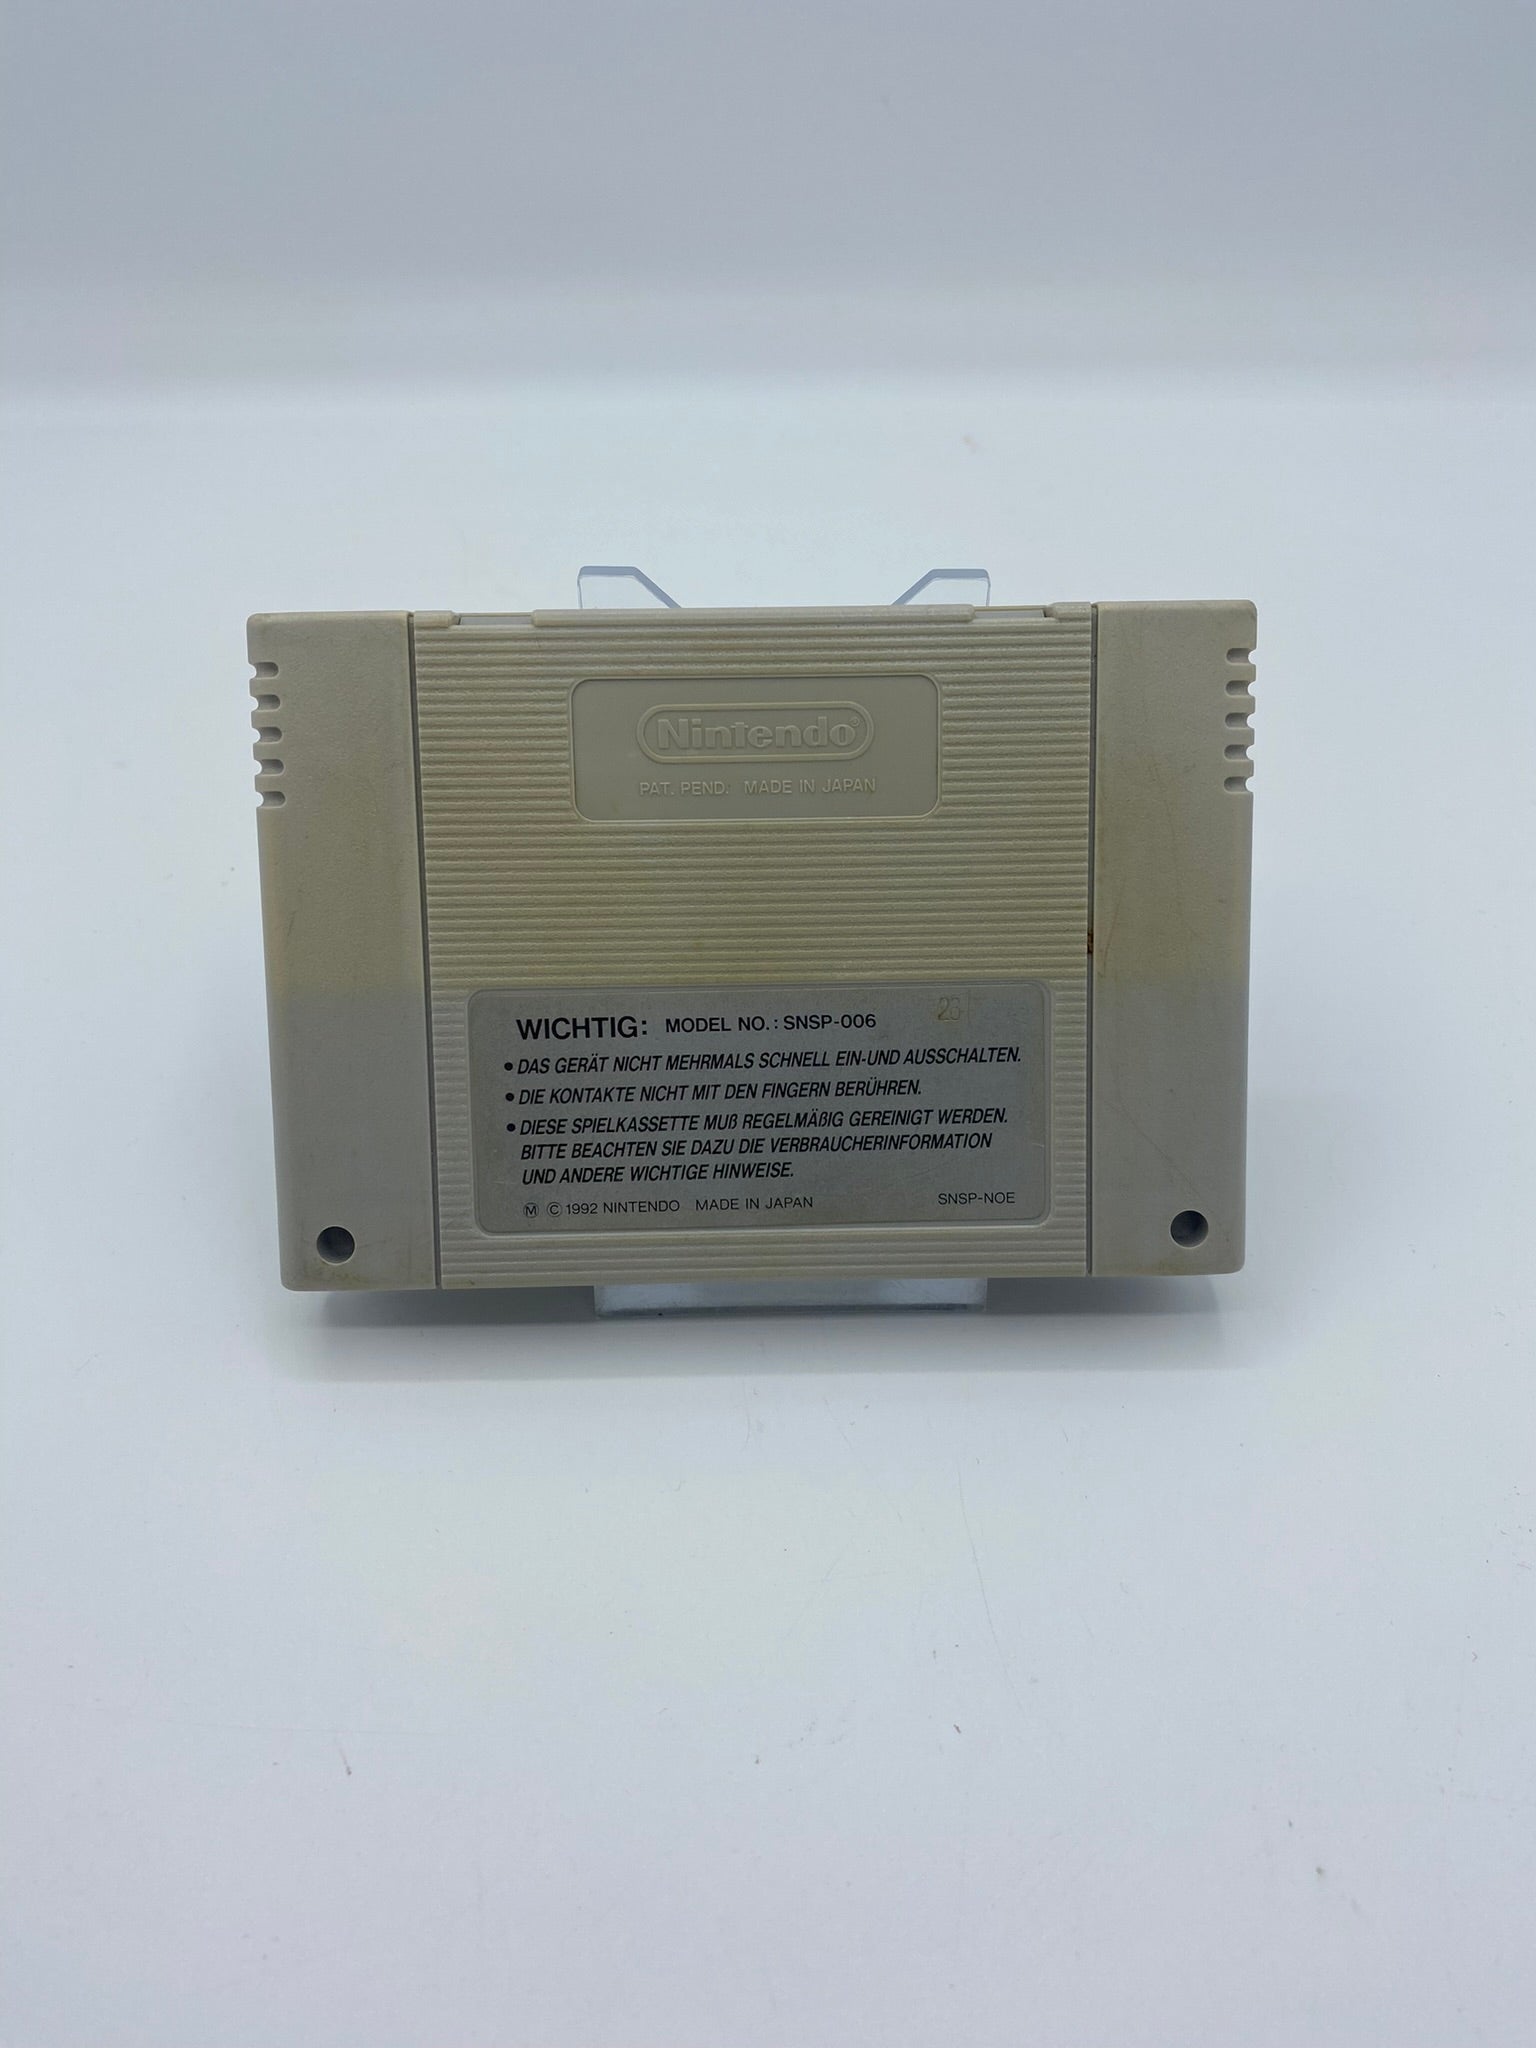 Nintendo®
PAT. PEND. MADE IN JAPAN
WICHTIG: MODEL NO.: SNSP-006
23
• DAS GERÄT NICHT MEHRMALS SCHNELL EIN-UND AUSSCHALTEN.
• DIE KONTAKTE NICHT MIT DEN FINGERN BERÜHREN.
• DIESE SPIELKASSETTE MUß REGELMÄßIG GEREINIGT WERDEN.
BITTE BEACHTEN SIE DAZU DIE VERBRAUCHERINFORMATION
UND ANDERE WICHTIGE HINWEISE.
Ⓜ © 1992 NINTENDO MADE IN JAPAN
SNSP-NOE